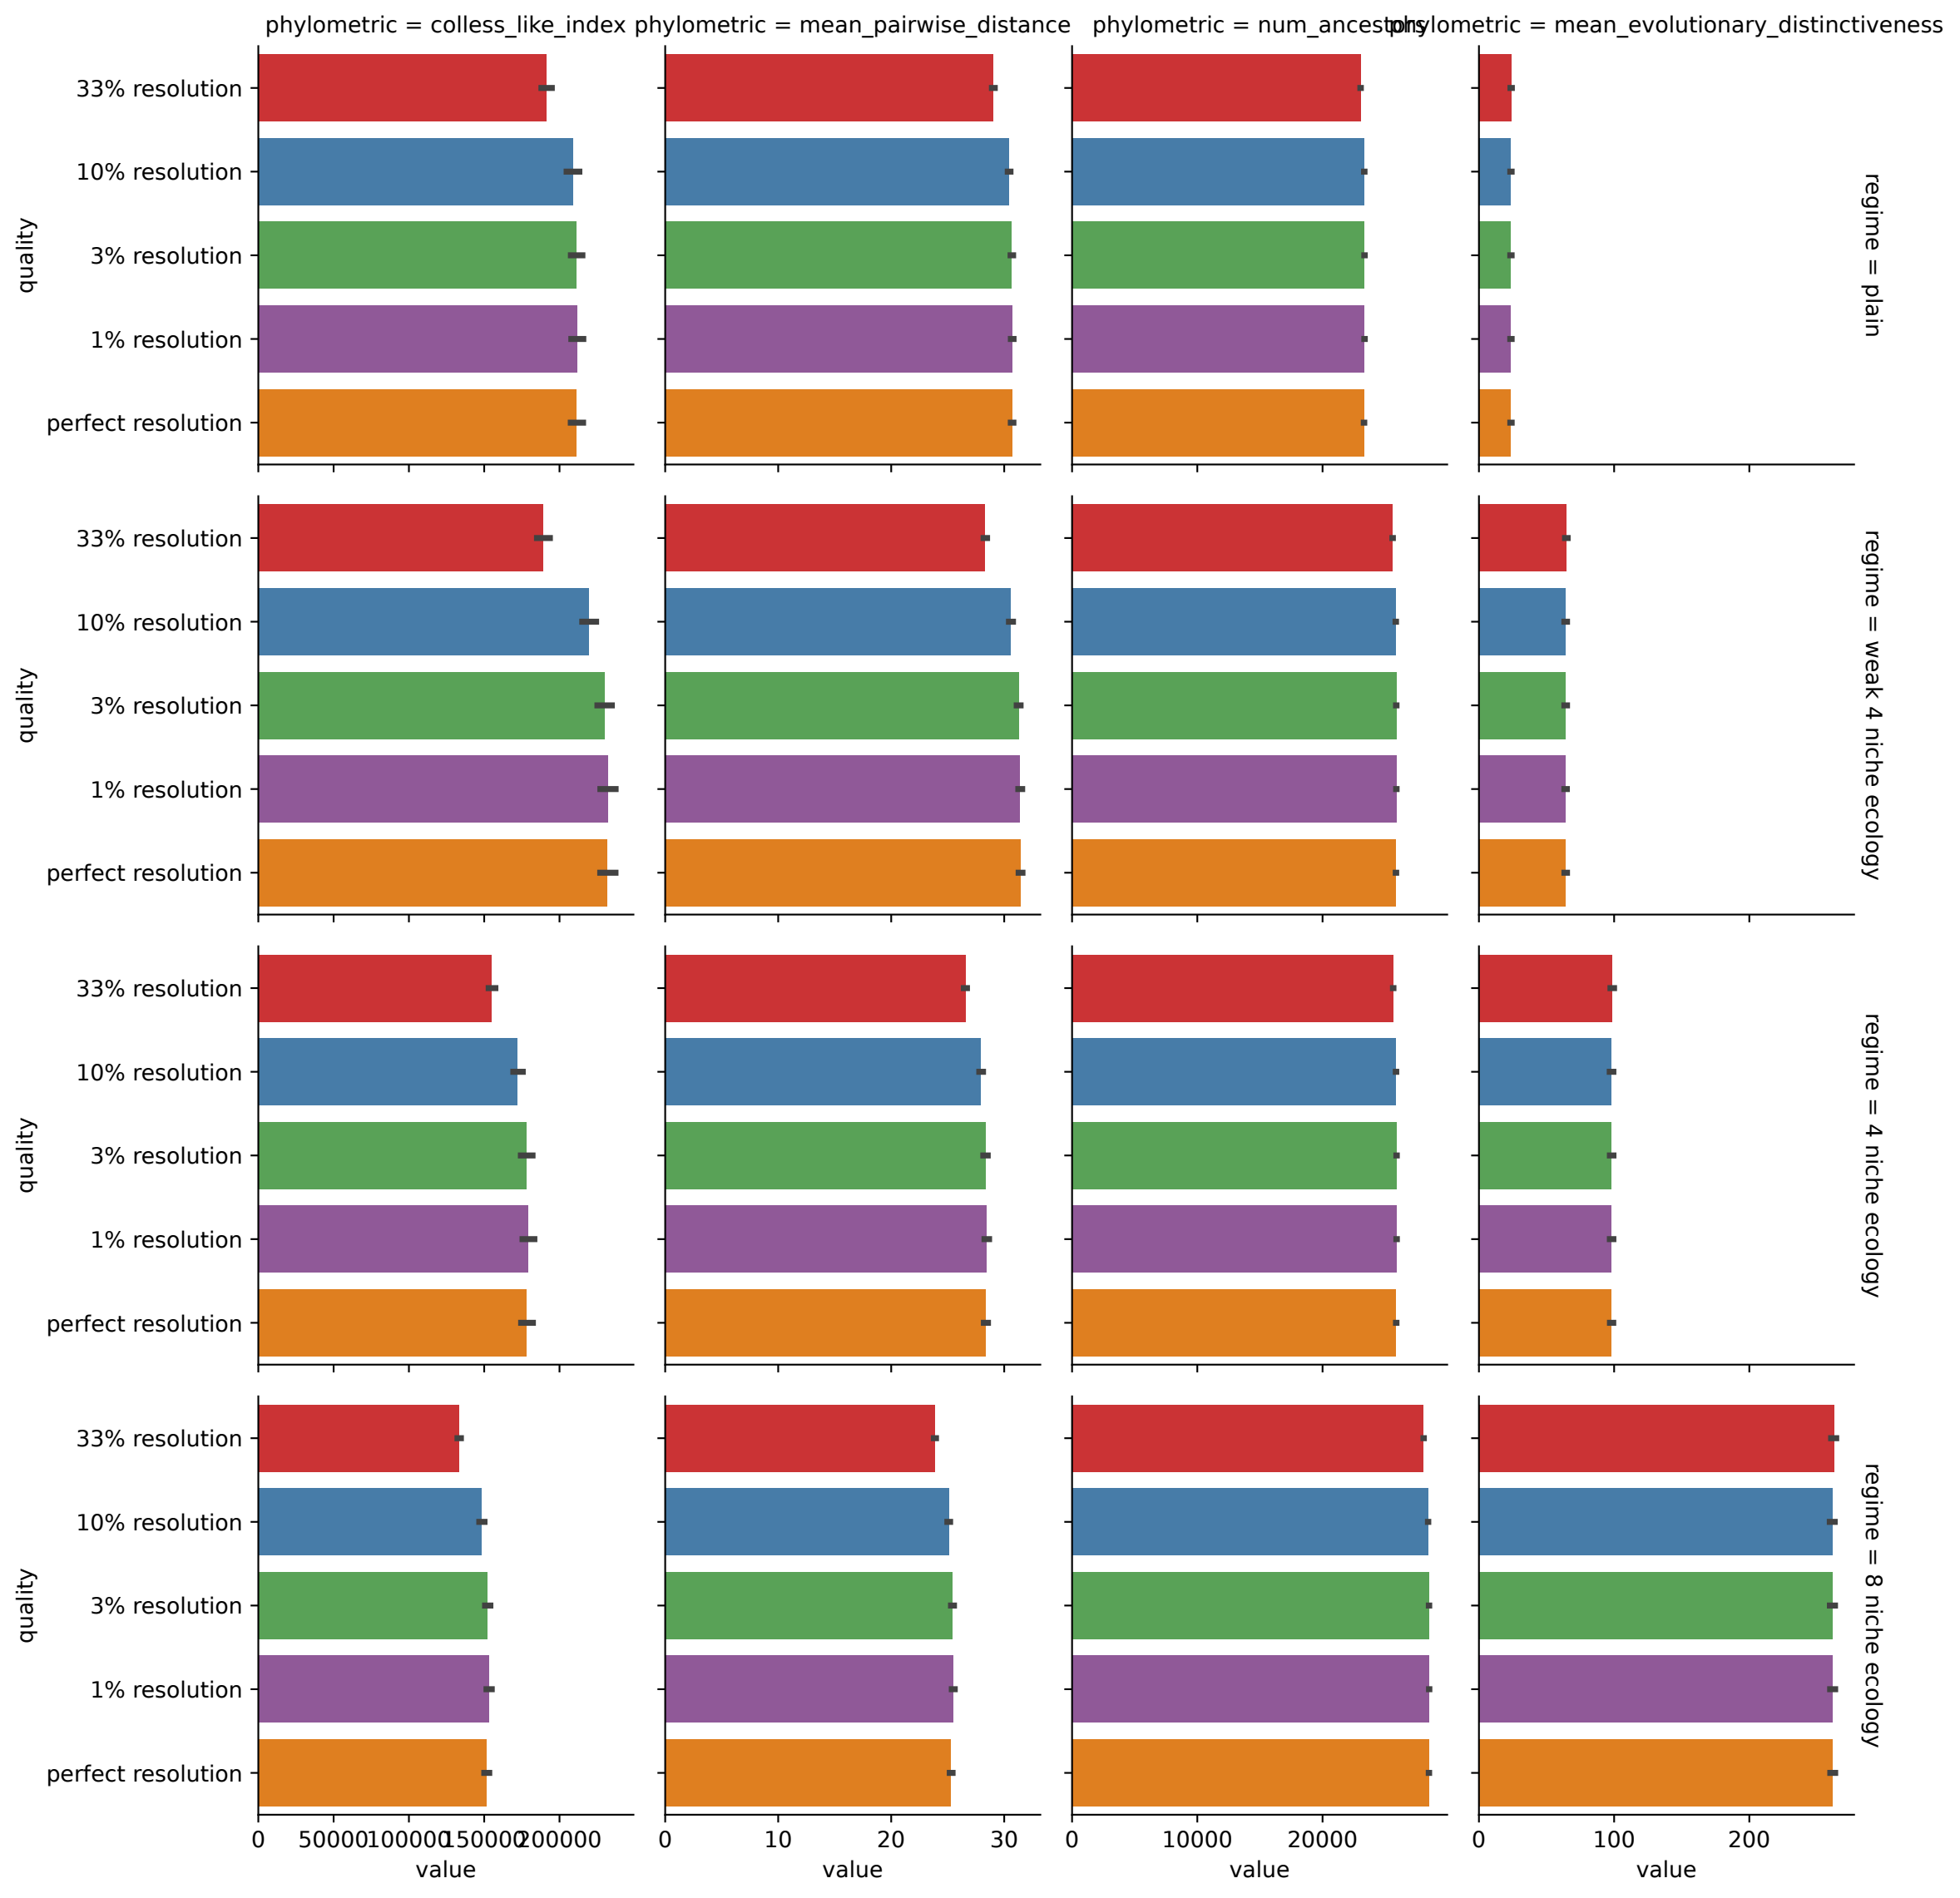 phylometric = colless_like_index
phylometric = mean_pairwise_distance
phylometric = num_ancestors
phylometric = mean_evolutionary_distinctiveness
quality
33% resolution
10% resolution
3% resolution
1% resolution
perfect resolution
regime = plain
quality
33% resolution
10% resolution
3% resolution
1% resolution
perfect resolution
regime = weak 4 niche ecology
quality
33% resolution
10% resolution
3% resolution
1% resolution
perfect resolution
regime = 4 niche ecology
quality
33% resolution
10% resolution
3% resolution
1% resolution
perfect resolution
regime = 8 niche ecology
0 50000 100000 150000 200000
value
0 10 20 30
value
0 10000 20000
value
0 100 200
value